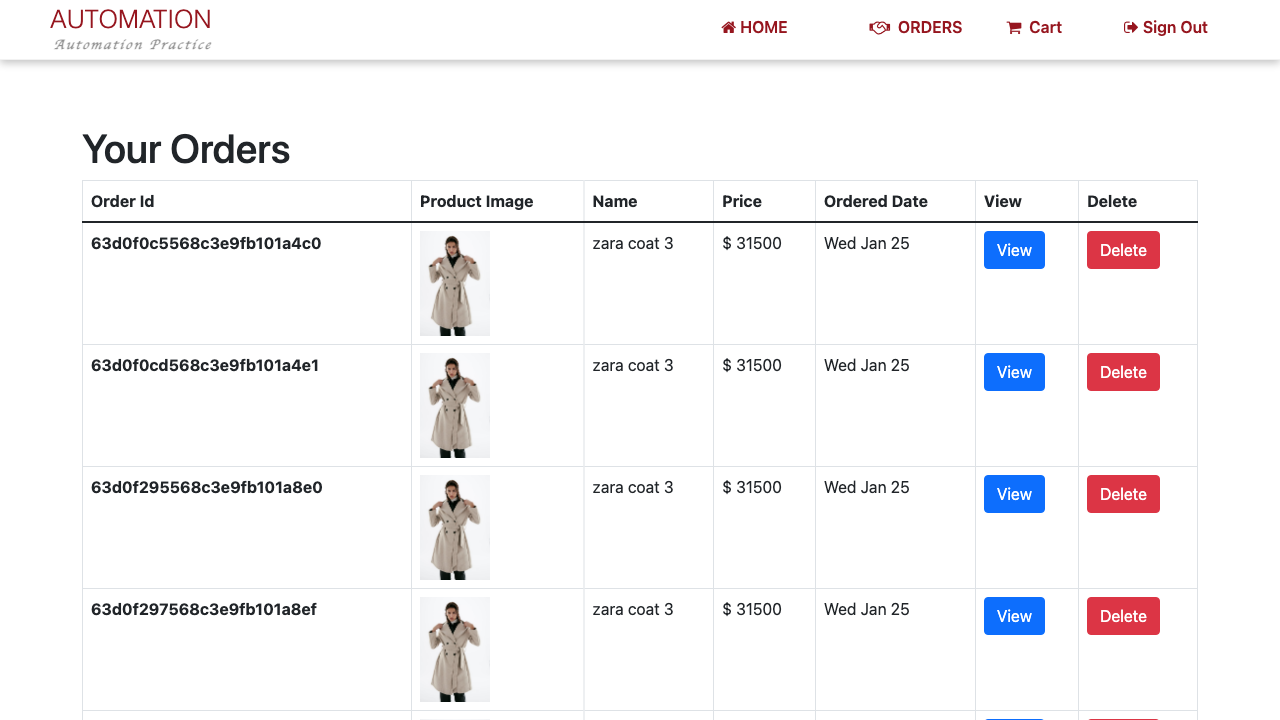 AUTOMATION
Automation Practice
HOME
ORDERS
Cart
Sign Out
Your Orders
Order Id Product Image Name Price Ordered Date View Delete
63d0f0c5568c3e9fb101a4c0 zara coat 3 $ 31500 Wed Jan 25 View Delete
63d0f0cd568c3e9fb101a4e1 zara coat 3 $ 31500 Wed Jan 25 View Delete
63d0f295568c3e9fb101a8e0 zara coat 3 $ 31500 Wed Jan 25 View Delete
63d0f297568c3e9fb101a8ef zara coat 3 $ 31500 Wed Jan 25 View Delete